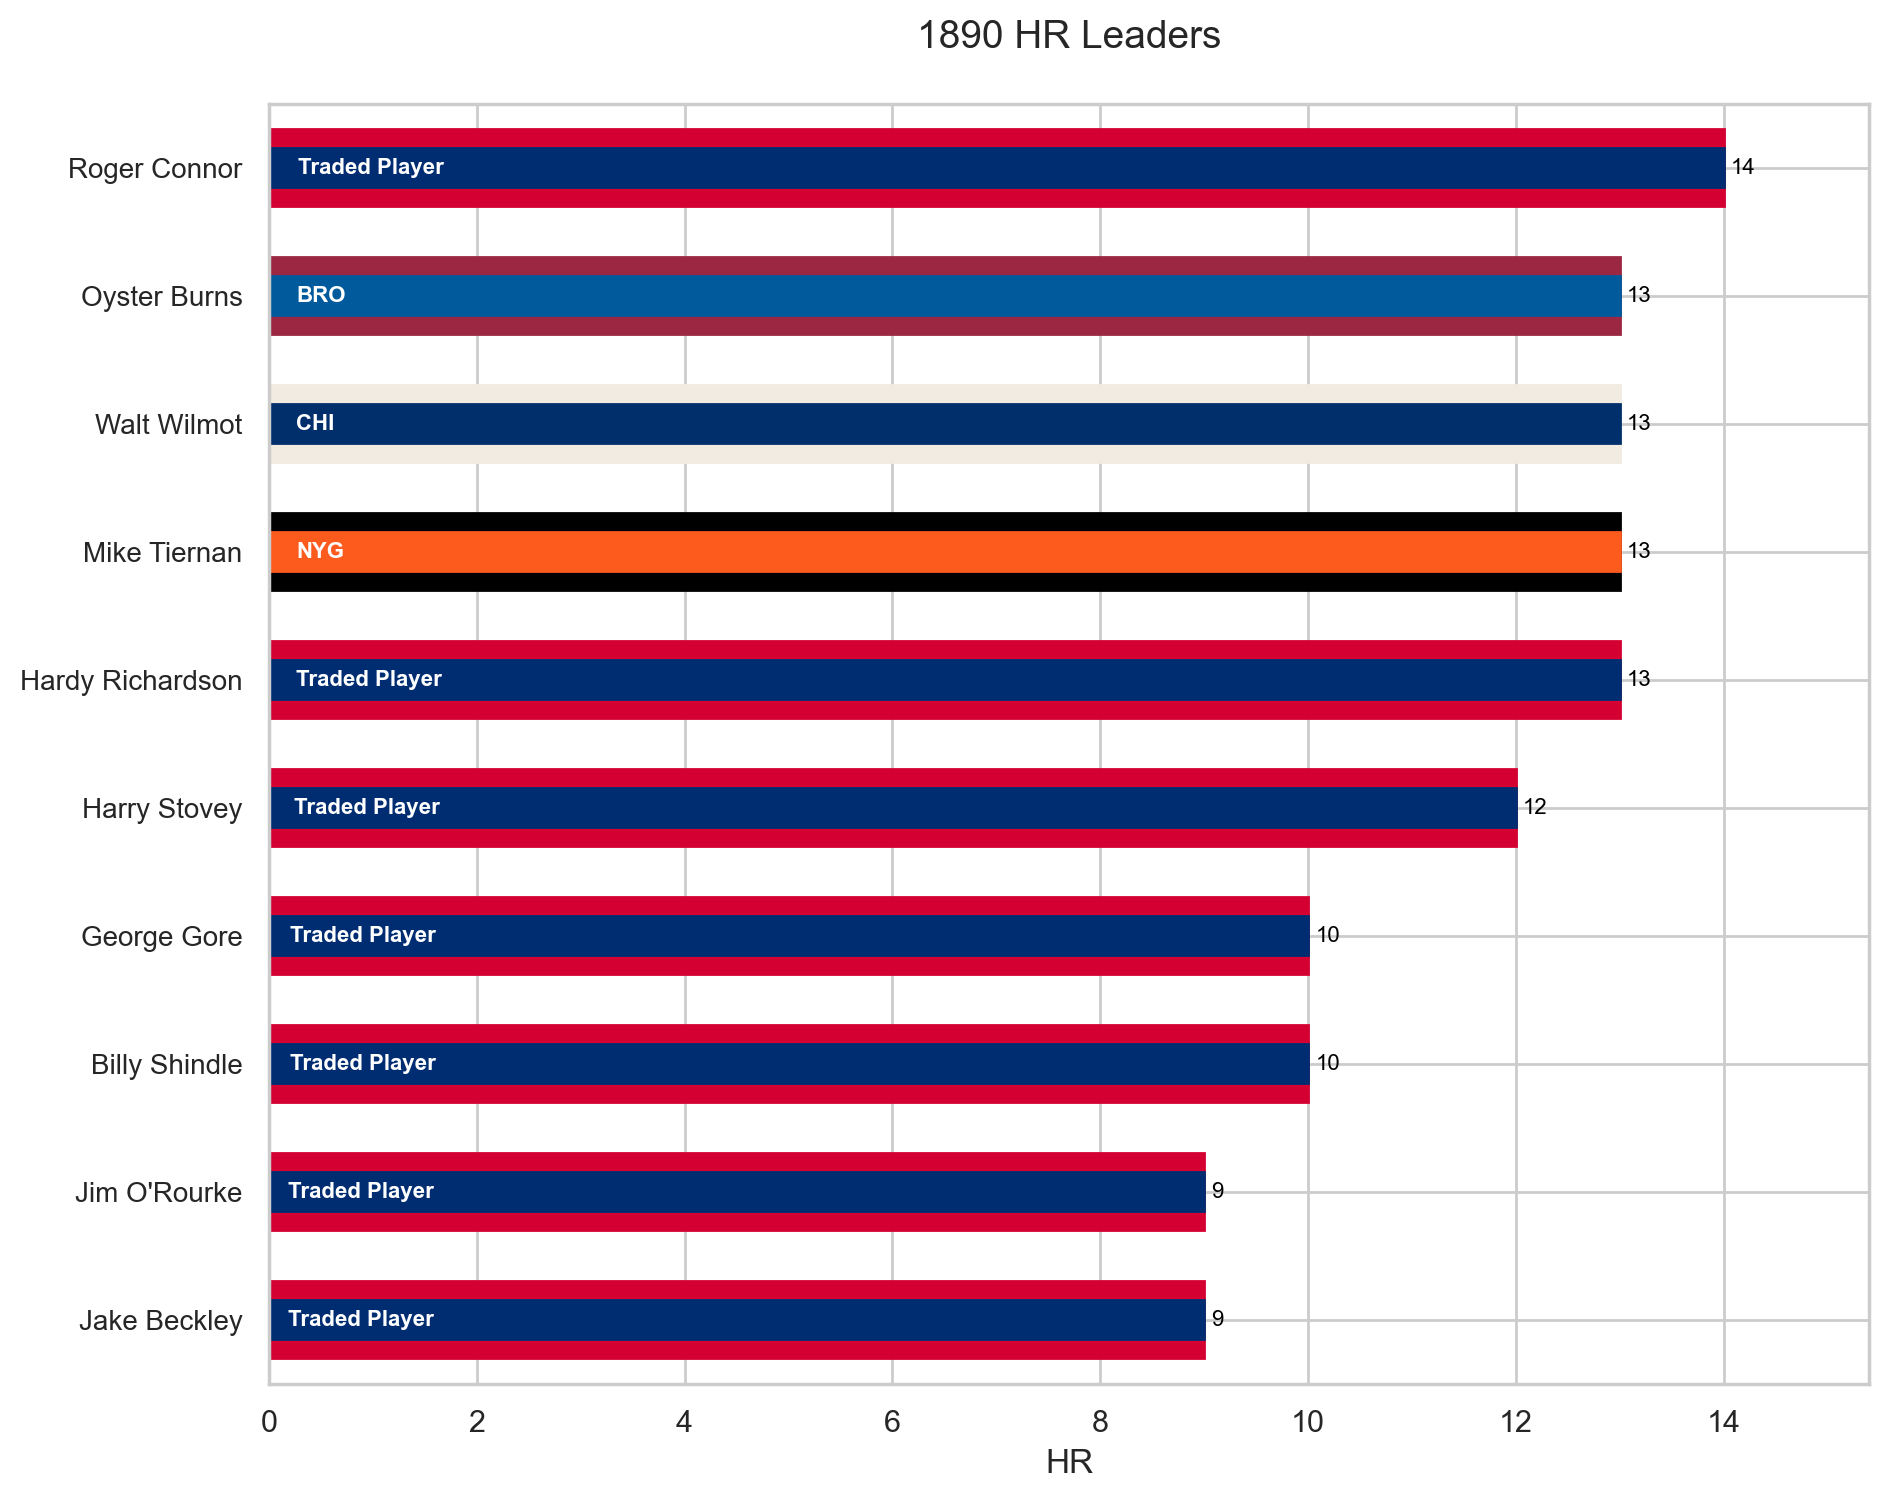 1890 HR Leaders
Roger Connor Traded Player 14
Oyster Burns BRO 13
Walt Wilmot CHI 13
Mike Tiernan NYG 13
Hardy Richardson Traded Player 13
Harry Stovey Traded Player 12
George Gore Traded Player 10
Billy Shindle Traded Player 10
Jim O'Rourke Traded Player 9
Jake Beckley Traded Player 9
0 2 4 6 8 10 12 14
HR